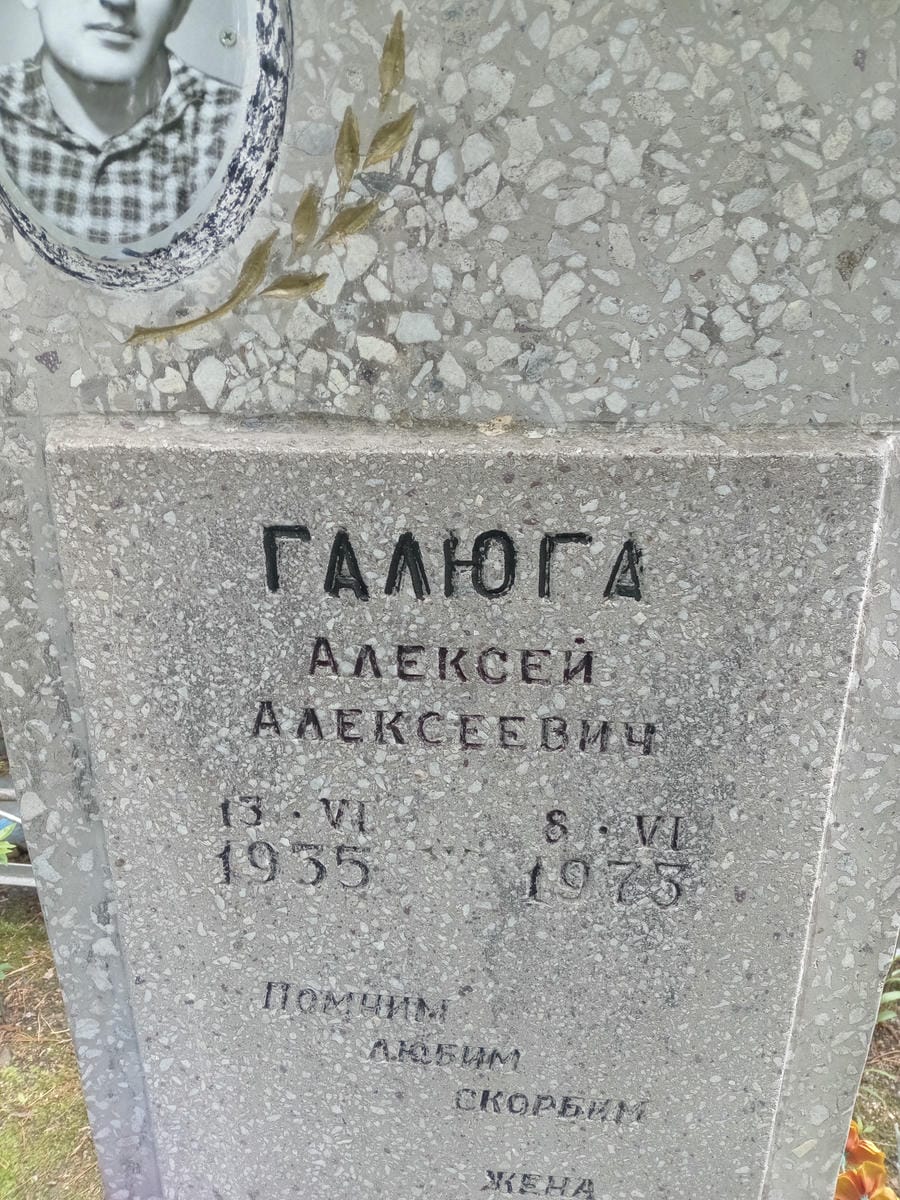 ГАЛЮГА
АЛЕКСЕЙ
АЛЕКСЕЕВИЧ
13 · VI 8 · VI
1935 1973
ПОМНИМ
ЛЮБИМ
СКОРБИМ
ЖЕНА